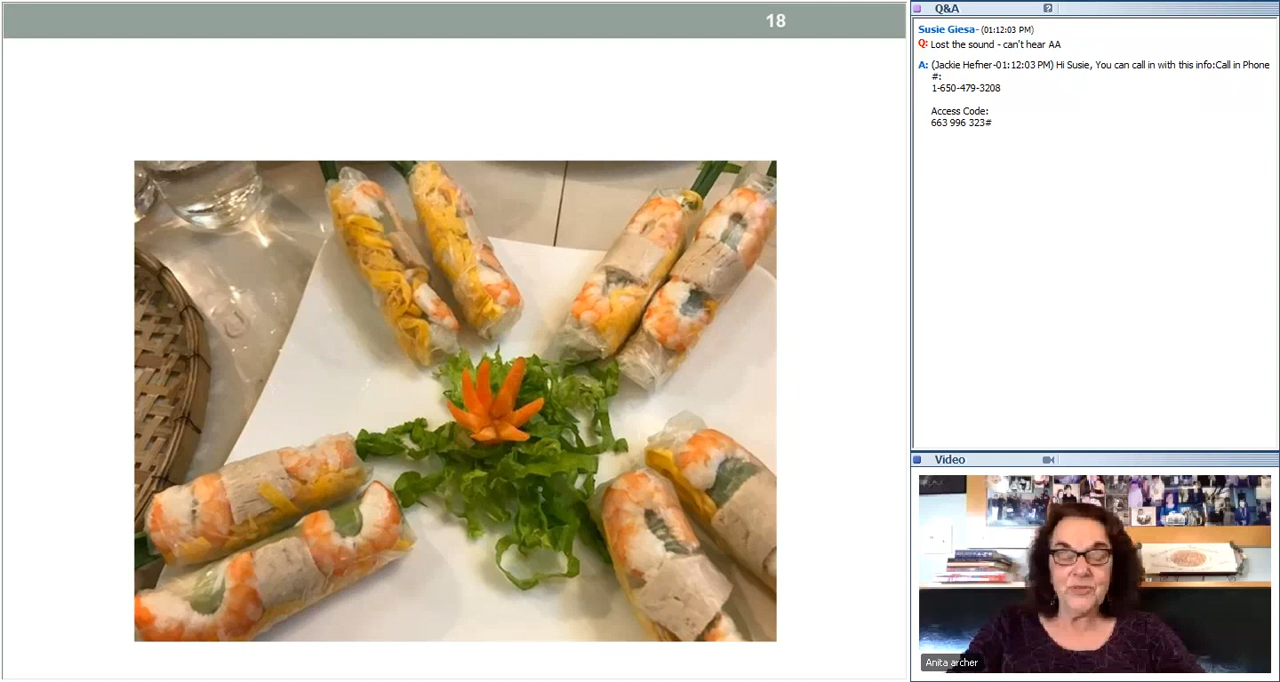 18
Q&A
Susie Giesa- (01:12:03 PM)
Q: Lost the sound - can't hear AA
A: (Jackie Hefner-01:12:03 PM) Hi Susie, You can call in with this info:Call in Phone
#:
1-650-479-3208
Access Code:
663 996 323#
Video
Anita archer